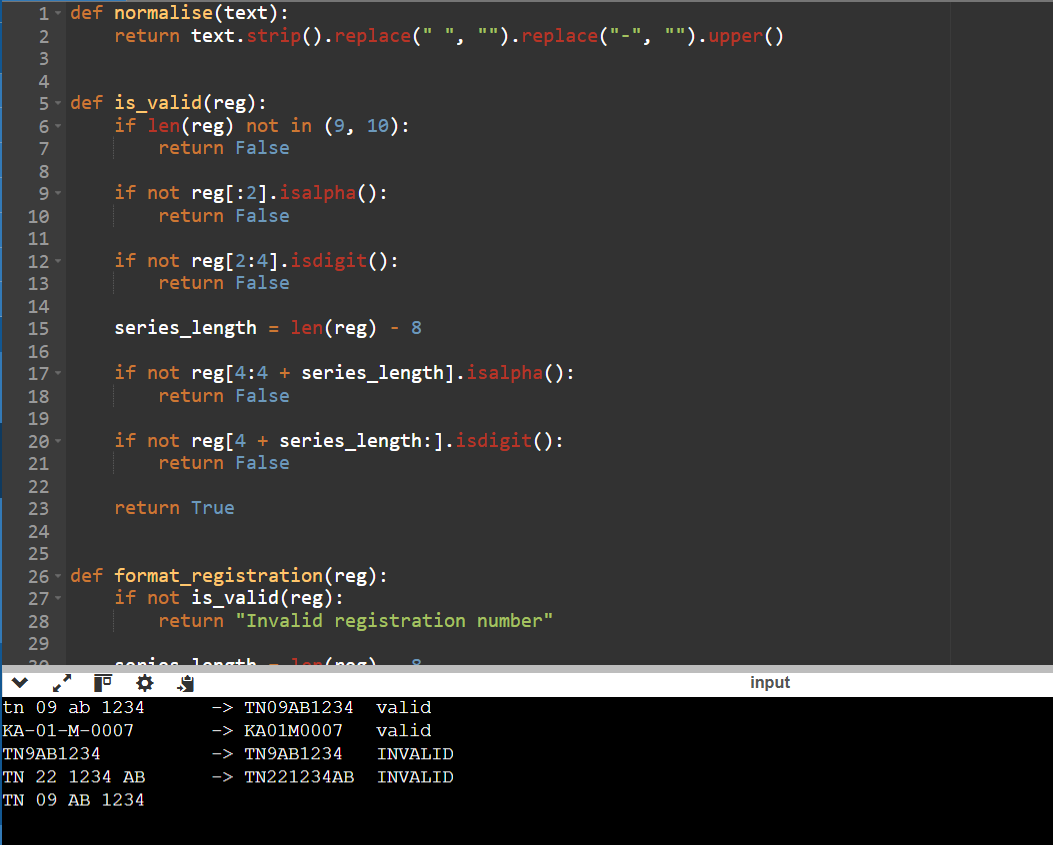 1 def normalise(text):
2     return text.strip().replace(" ", "").replace("-", "").upper()
3
4
5 def is_valid(reg):
6     if len(reg) not in (9, 10):
7         return False
8
9     if not reg[:2].isalpha():
10         return False
11
12     if not reg[2:4].isdigit():
13         return False
14
15     series_length = len(reg) - 8
16
17     if not reg[4:4 + series_length].isalpha():
18         return False
19
20     if not reg[4 + series_length:].isdigit():
21         return False
22
23     return True
24
25
26 def format_registration(reg):
27     if not is_valid(reg):
28         return "Invalid registration number"
29
30     series_length = len(reg) - 8
input
tn 09 ab 1234      -> TN09AB1234  valid
KA-01-M-0007       -> KA01M0007   valid
TN9AB1234          -> TN9AB1234   INVALID
TN 22 1234 AB      -> TN221234AB  INVALID
TN 09 AB 1234